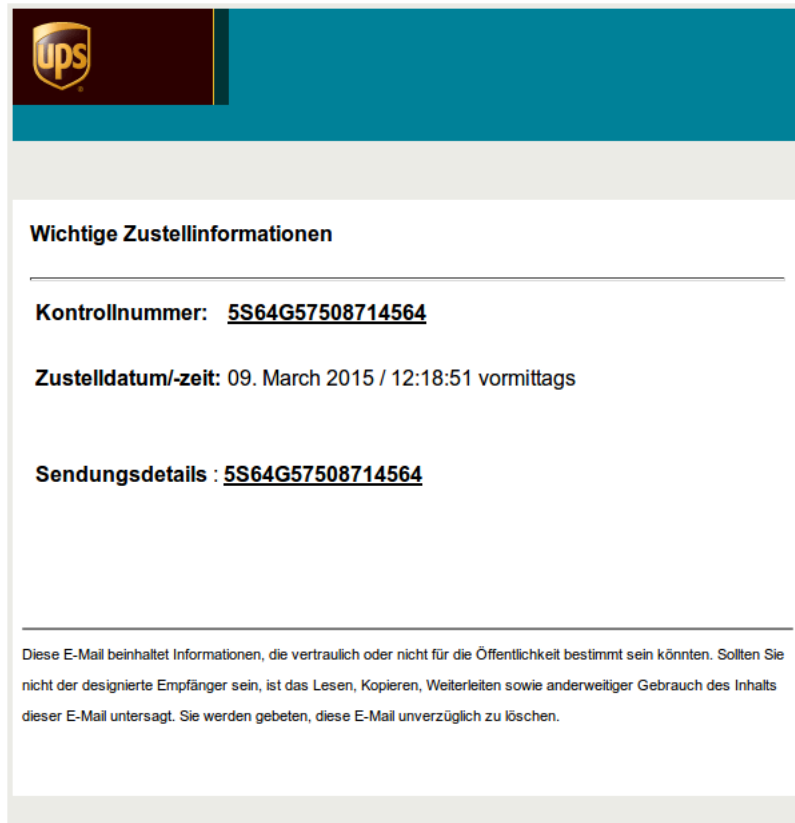 ups
Wichtige Zustellinformationen
Kontrollnummer: 5S64G57508714564
Zustelldatum/-zeit: 09. March 2015 / 12:18:51 vormittags
Sendungsdetails : 5S64G57508714564
Diese E-Mail beinhaltet Informationen, die vertraulich oder nicht für die Öffentlichkeit bestimmt sein könnten. Sollten Sie
nicht der designierte Empfänger sein, ist das Lesen, Kopieren, Weiterleiten sowie anderweitiger Gebrauch des Inhalts
dieser E-Mail untersagt. Sie werden gebeten, diese E-Mail unverzüglich zu löschen.